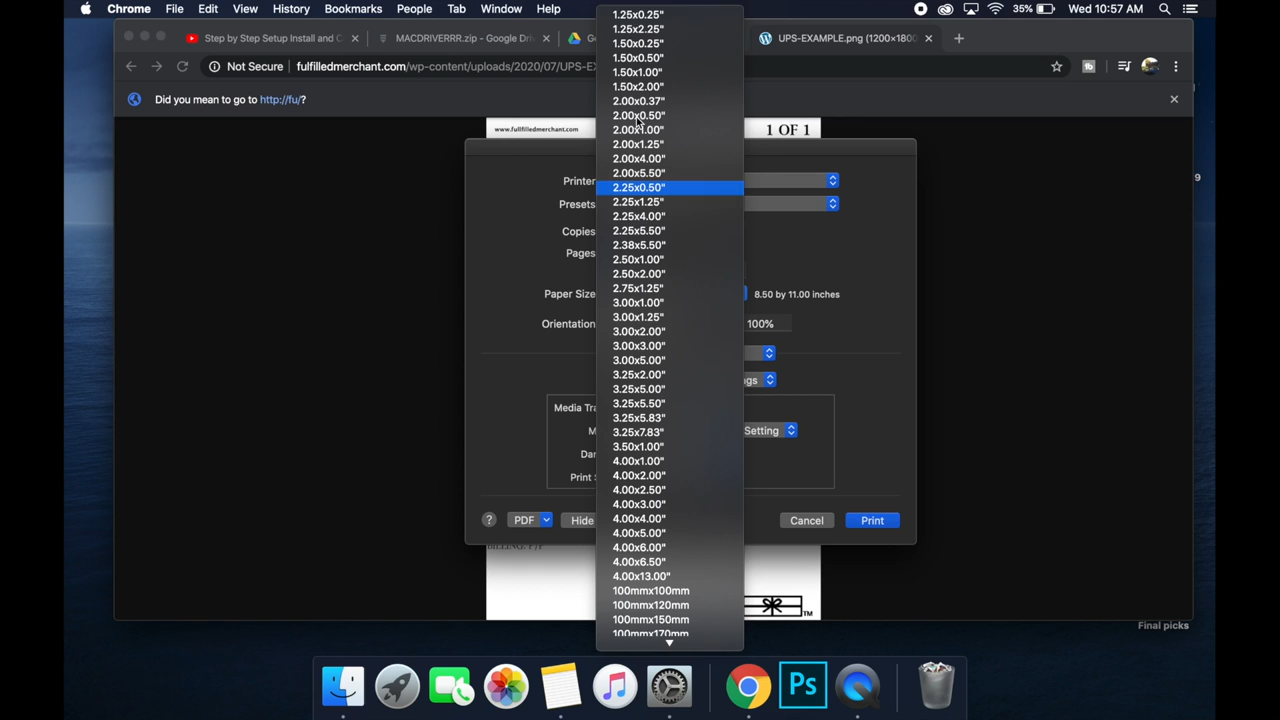 Chrome File Edit View History Bookmarks People Tab Window Help 35% Wed 10:57 AM
Step by Step Setup Install and C MACDRIVERRR.zip - Google Dri G UPS-EXAMPLE.png (1200×1800
Not Secure fulfilledmerchant.com/wp-content/uploads/2020/07/UPS-EX
Did you mean to go to http://fu/?
www.fullfilledmerchant.com 1 OF 1
Printer
Presets
Copies
Pages
Paper Size 8.50 by 11.00 inches
Orientation 100%
Media Tra Setting
M
Dar
Print S
? PDF Hide Cancel Print
1.25x0.25"
1.25x2.25"
1.50x0.25"
1.50x0.50"
1.50x1.00"
1.50x2.00"
2.00x0.37"
2.00x0.50"
2.00x1.00"
2.00x1.25"
2.00x4.00"
2.00x5.50"
2.25x0.50"
2.25x1.25"
2.25x4.00"
2.25x5.50"
2.38x5.50"
2.50x1.00"
2.50x2.00"
2.75x1.25"
3.00x1.00"
3.00x1.25"
3.00x2.00"
3.00x3.00"
3.00x5.00"
3.25x2.00"
3.25x5.00"
3.25x5.50"
3.25x5.83"
3.25x7.83"
3.50x1.00"
4.00x1.00"
4.00x2.00"
4.00x2.50"
4.00x3.00"
4.00x4.00"
4.00x5.00"
4.00x6.00"
4.00x6.50"
4.00x13.00"
100mmx100mm
100mmx120mm
100mmx150mm
100mmx170mm
gs
9
TM
Final picks
Ps